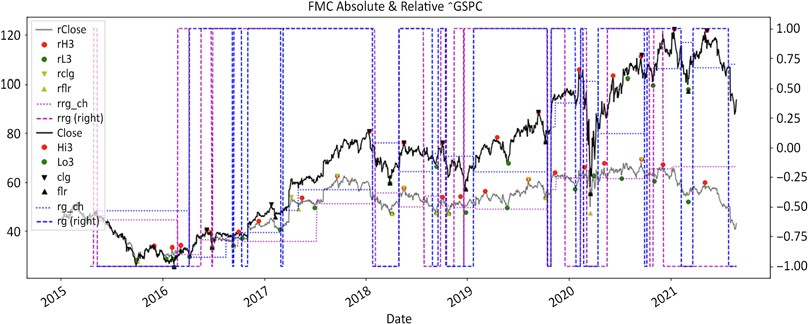 FMC Absolute & Relative ^GSPC
rClose
rH3
rL3
rclg
rflr
rrg_ch
rrg (right)
Close
Hi3
Lo3
clg
flr
rg_ch
rg (right)
120
100
80
60
40
1.00
0.75
0.50
0.25
0.00
−0.25
−0.50
−0.75
−1.00
2015
2016
2017
2018
2019
2020
2021
Date